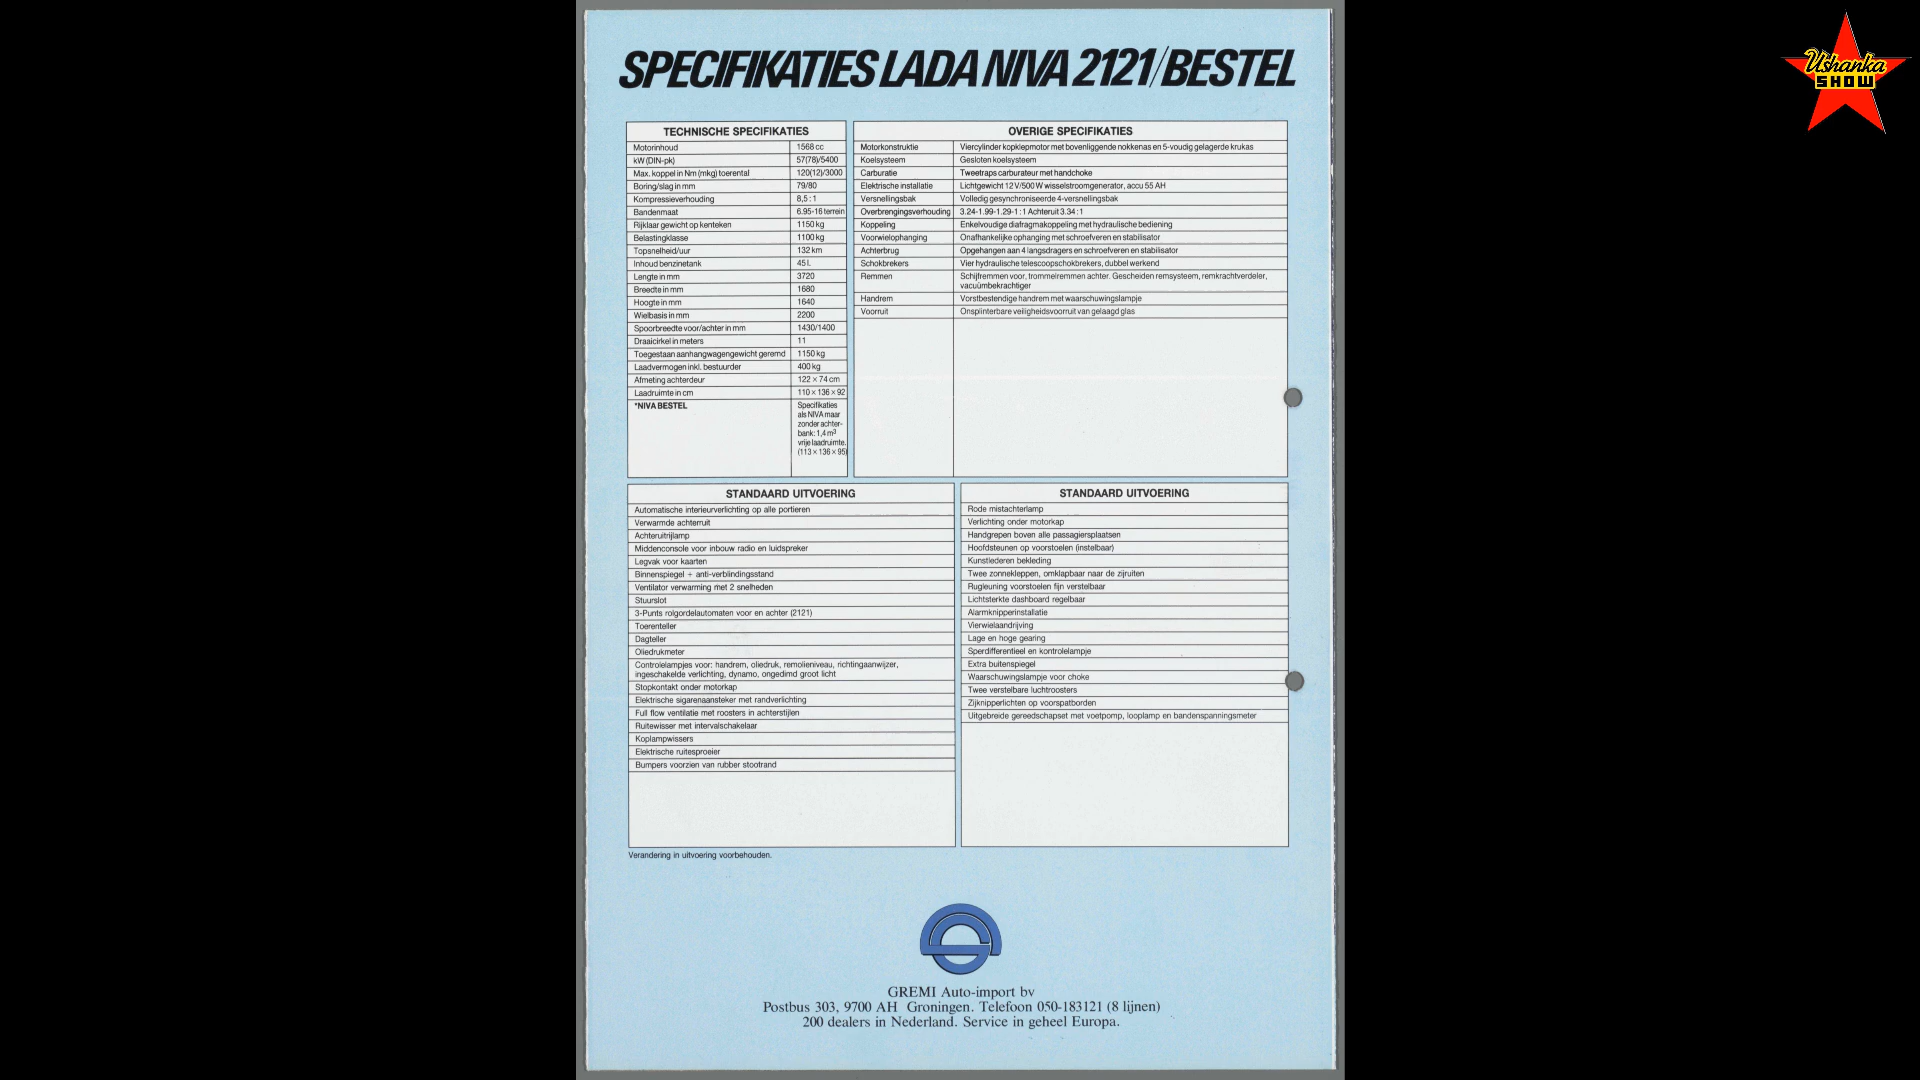 SPECIFIKATIES LADA NIVA 2121/BESTEL
Ushanka
SHOW
TECHNISCHE SPECIFIKATIES
Motorinhoud 1568 cc
kW (DIN-pk) 57(78)/5400
Max. koppel in Nm (mkg) toerental 120(12)/3000
Boring/slag in mm 79/80
Kompressieverhouding 8,5 : 1
Bandenmaat 6.95-16 terrein
Rijklaar gewicht op kenteken 1150 kg
Belastingklasse 1100 kg
Topsnelheid/uur 132 km
Inhoud benzinetank 45 l.
Lengte in mm 3720
Breedte in mm 1680
Hoogte in mm 1640
Wielbasis in mm 2200
Spoorbreedte voor/achter in mm 1430/1400
Draaicirkel in meters 11
Toegestaan aanhangwagengewicht geremd 1150 kg
Laadvermogen inkl. bestuurder 400 kg
Afmeting achterdeur 122 × 74 cm
Laadruimte in cm 110 × 136 × 92
*NIVA BESTEL Specifikaties
als NIVA maar
zonder achter-
bank: 1,4 m³
vrije laadruimte.
(113 × 136 × 95)
OVERIGE SPECIFIKATIES
Motorkonstruktie Viercylinder kopklepmotor met bovenliggende nokkenas en 5-voudig gelagerde krukas
Koelsysteem Gesloten koelsysteem
Carburatie Tweetraps carburateur met handchoke
Elektrische installatie Lichtgewicht 12 V/500 W wisselstroomgenerator, accu 55 AH
Versnellingsbak Volledig gesynchroniseerde 4-versnellingsbak
Overbrengingsverhouding 3.24-1.99-1.29-1 : 1 Achteruit 3.34 : 1
Koppeling Enkelvoudige diafragmakoppeling met hydraulische bediening
Voorwielophanging Onafhankelijke ophanging met schroefveren en stabilisator
Achterbrug Opgehangen aan 4 langsdragers en schroefveren en stabilisator
Schokbrekers Vier hydraulische telescoopschokbrekers, dubbel werkend
Remmen Schijfremmen voor, trommelremmen achter. Gescheiden remsysteem, remkrachtverdeler,
vacuümbekrachtiger
Handrem Vorstbestendige handrem met waarschuwingslampje
Voorruit Onsplinterbare veiligheidsvoorruit van gelaagd glas
STANDAARD UITVOERING
Automatische interieurverlichting op alle portieren
Verwarmde achterruit
Achteruitrijlamp
Middenconsole voor inbouw radio en luidspreker
Legvak voor kaarten
Binnenspiegel + anti-verblindingsstand
Ventilator verwarming met 2 snelheden
Stuurslot
3-Punts rolgordelautomaten voor en achter (2121)
Toerenteller
Dagteller
Oliedrukmeter
Controlelampjes voor: handrem, oliedruk, remolieniveau, richtingaanwijzer,
ingeschakelde verlichting, dynamo, ongedimd groot licht
Stopkontakt onder motorkap
Elektrische sigarenaansteker met randverlichting
Full flow ventilatie met roosters in achterstijlen
Ruitewisser met intervalschakelaar
Koplampwissers
Elektrische ruitesproeier
Bumpers voorzien van rubber stootrand
STANDAARD UITVOERING
Rode mistachterlamp
Verlichting onder motorkap
Handgrepen boven alle passagiersplaatsen
Hoofdsteunen op voorstoelen (instelbaar)
Kunstlederen bekleding
Twee zonnekleppen, omklapbaar naar de zijruiten
Rugleuning voorstoelen fijn verstelbaar
Lichtsterkte dashboard regelbaar
Alarmknipperinstallatie
Vierwielaandrijving
Lage en hoge gearing
Sperdifferentieel en kontrolelampje
Extra buitenspiegel
Waarschuwingslampje voor choke
Twee verstelbare luchtroosters
Zijknipperlichten op voorspatborden
Uitgebreide gereedschapset met voetpomp, looplamp en bandenspanningsmeter
Verandering in uitvoering voorbehouden.
GREMI Auto-import bv
Postbus 303, 9700 AH Groningen. Telefoon 050-183121 (8 lijnen)
200 dealers in Nederland. Service in geheel Europa.